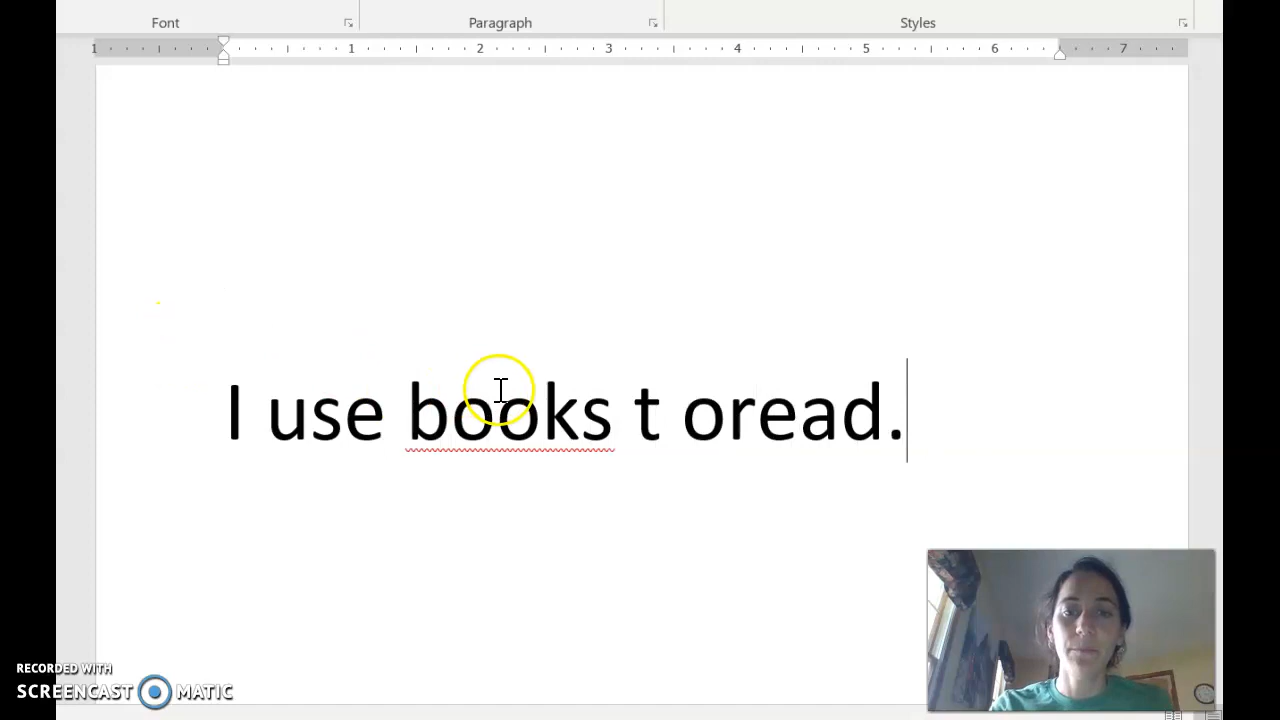 Font Paragraph Styles
1 1 2 3 4 5 6 7
I use books t oread.
RECORDED WITH
SCREENCAST MATIC